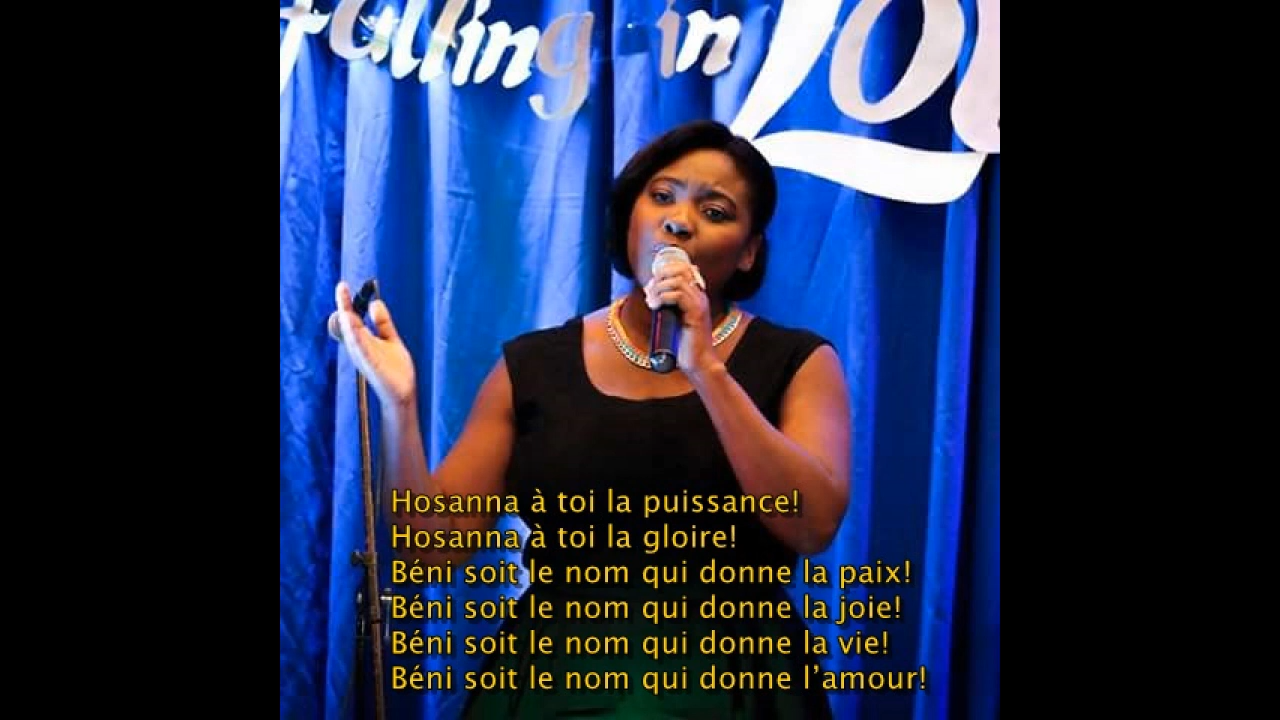 falling in Lov
Hosanna à toi la puissance!
Hosanna à toi la gloire!
Béni soit le nom qui donne la paix!
Béni soit le nom qui donne la joie!
Béni soit le nom qui donne la vie!
Béni soit le nom qui donne l’amour!